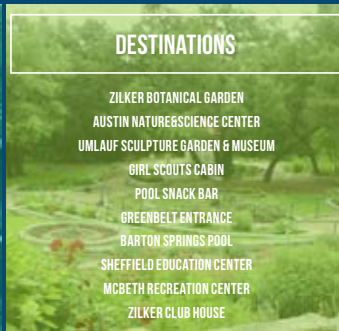 DESTINATIONS
ZILKER BOTANICAL GARDEN
AUSTIN NATURE&SCIENCE CENTER
UMLAUF SCULPTURE GARDEN & MUSEUM
GIRL SCOUTS CABIN
POOL SNACK BAR
GREENBELT ENTRANCE
BARTON SPRINGS POOL
SHEFFIELD EDUCATION CENTER
MCBETH RECREATION CENTER
ZILKER CLUB HOUSE